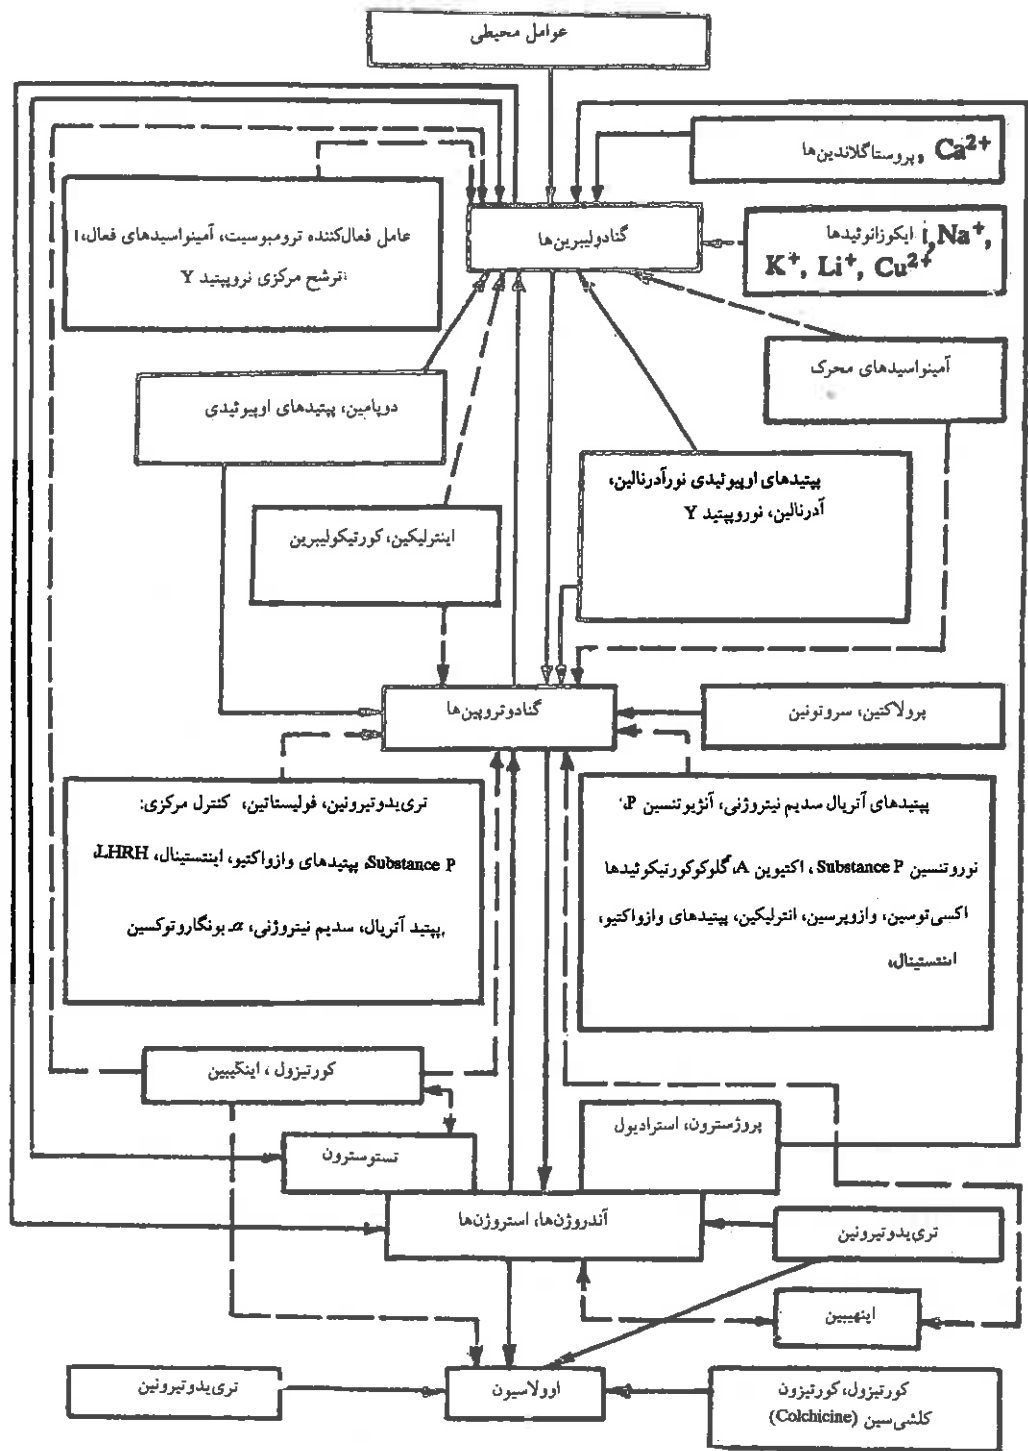 عوامل محیطی
Ca²⁺ , پروستاگلاندین‌ها
عامل فعال‌کننده ترومبوسیت، آمینواسیدهای فعال،
ترشح مرکزی نروپپتید Y
گنادولیبرین‌ها
ایکوزانوئیدها i,Na⁺,
K⁺, Li⁺, Cu²⁺
آمینواسیدهای محرک
دوپامین، پپتیدهای اوپیوئیدی
پپتیدهای اوپیوئیدی نورآدرنالین،
آدرنالین، نوروپپتید Y
اینترلیکین، کورتیکولیبرین
گنادوتروپین‌ها
پرولاکتین، سروتونین
تری‌یدوتیرونین، فولیستاتین، کنترل مرکزی:
Substance P، پپتیدهای وازواکتیو، اینتستینال، LHRH،
پپتید آتریال، سدیم نیتروژنی، α بونگاروتوکسین
پپتیدهای آتریال سدیم نیتروژنی، آنژیوتنسین P،
نوروتنسین Substance P ، اکتیوین A، گلوکوکورتیکوئیدها
اکسی‌توسین، وازوپرسین، انترلیکین، پپتیدهای وازواکتیو،
اینتستینال،
کورتیزول ، اینگیبین
پروژسترون، استرادیول
تستوسترون
آندروژن‌ها، استروژن‌ها
تری‌یدوتیرونین
اینهیبین
تری‌یدوتیرونین
اوولاسیون
کورتیزول، کورتیزون
کلشی‌سین (Colchicine)